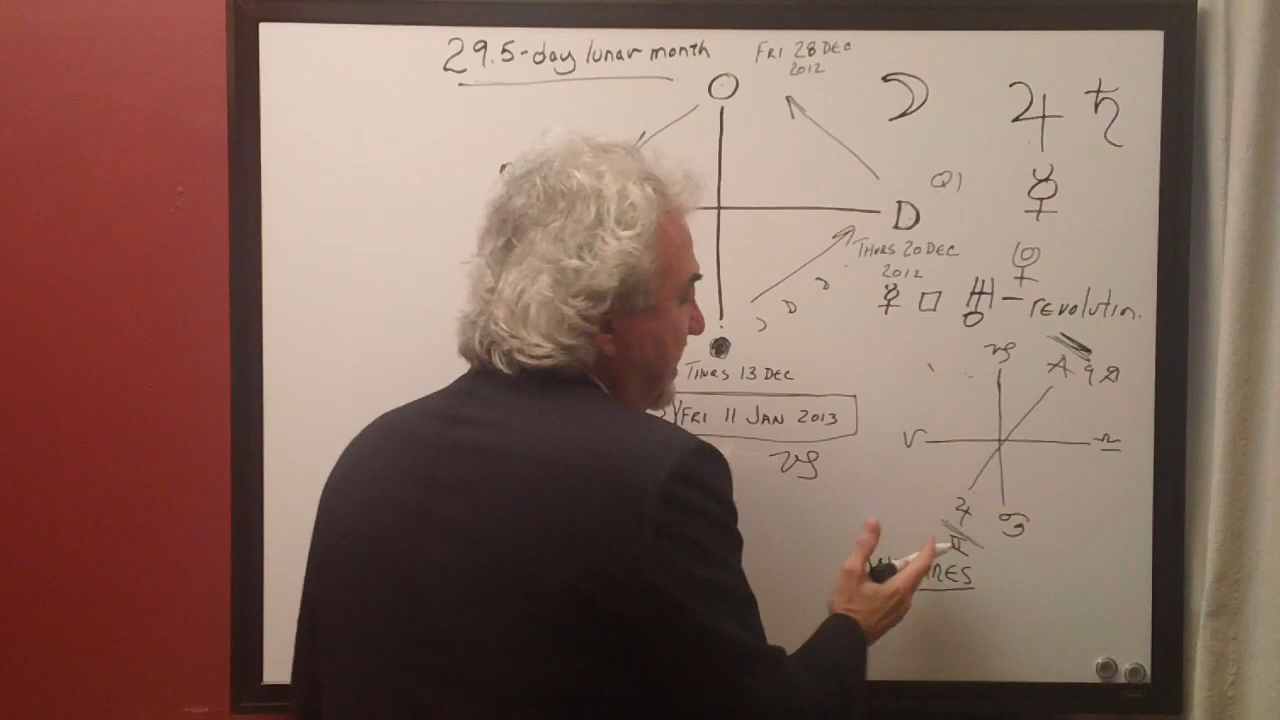 29.5-day lunar month
FRI 28 DEC
2012
☽ ♃ ♄
Q1
☿
D
THURS 20 DEC
2012
♀
☿ □ ♅ – revolution.
THURS 13 DEC
FRI 11 JAN 2013
♑
♑
♈ ♎
♃ ♋
♊